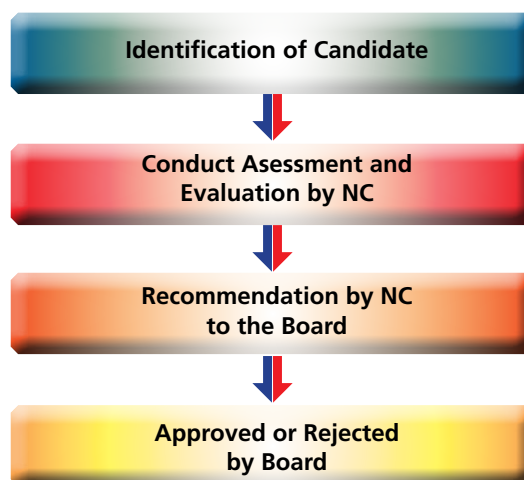 Identification of Candidate
Conduct Asessment and
Evaluation by NC
Recommendation by NC
to the Board
Approved or Rejected
by Board